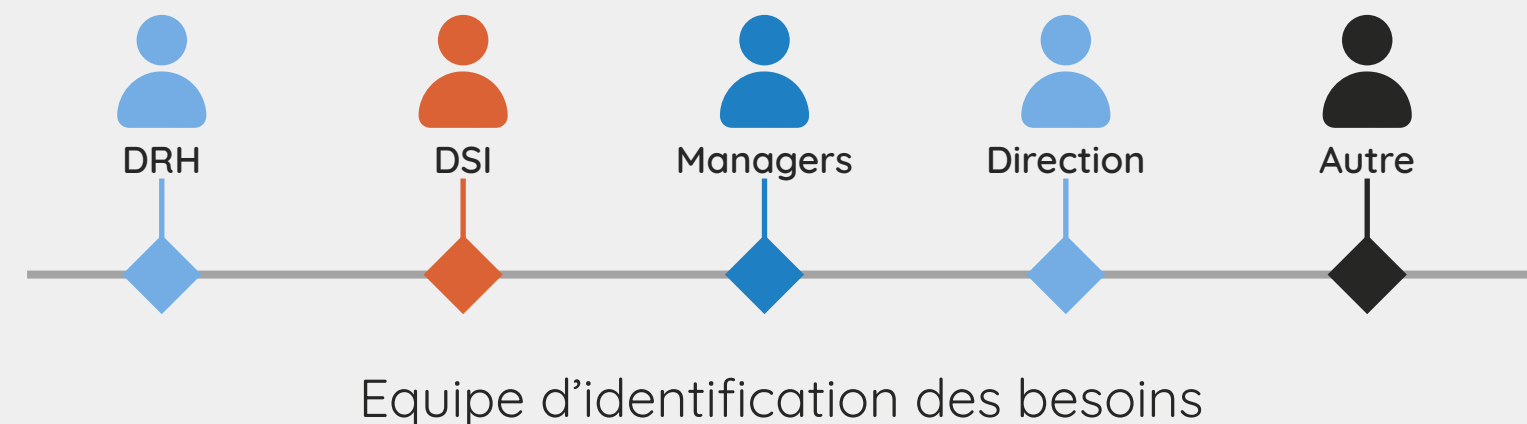 DRH DSI Managers Direction Autre
Equipe d’identification des besoins